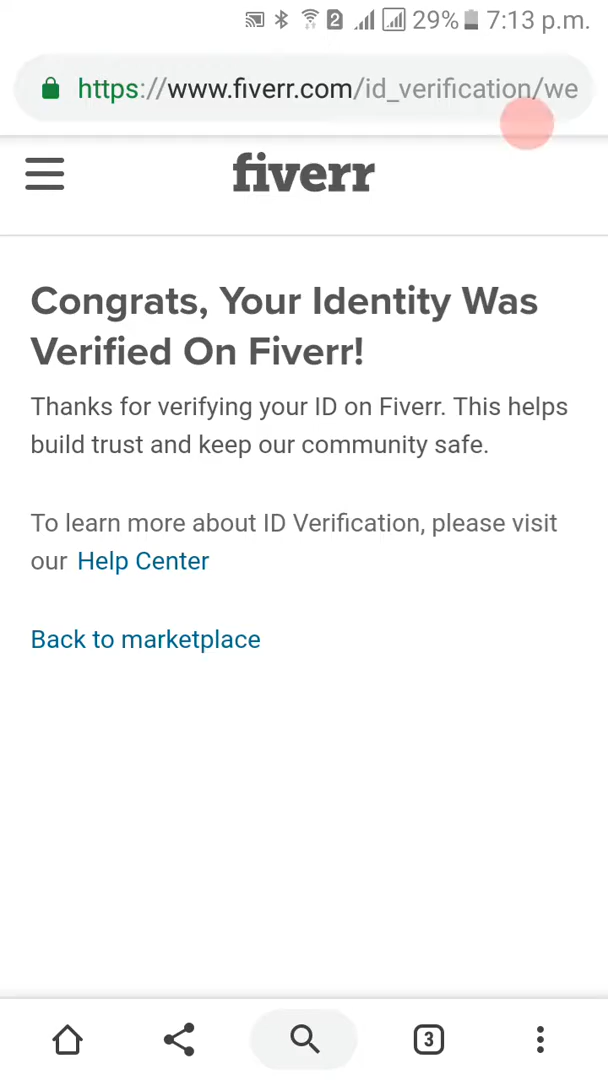 2 29% 7:13 p.m.
https://www.fiverr.com/id_verification/we
fiverr
Congrats, Your Identity Was
Verified On Fiverr!
Thanks for verifying your ID on Fiverr. This helps
build trust and keep our community safe.
To learn more about ID Verification, please visit
our Help Center
Back to marketplace
3